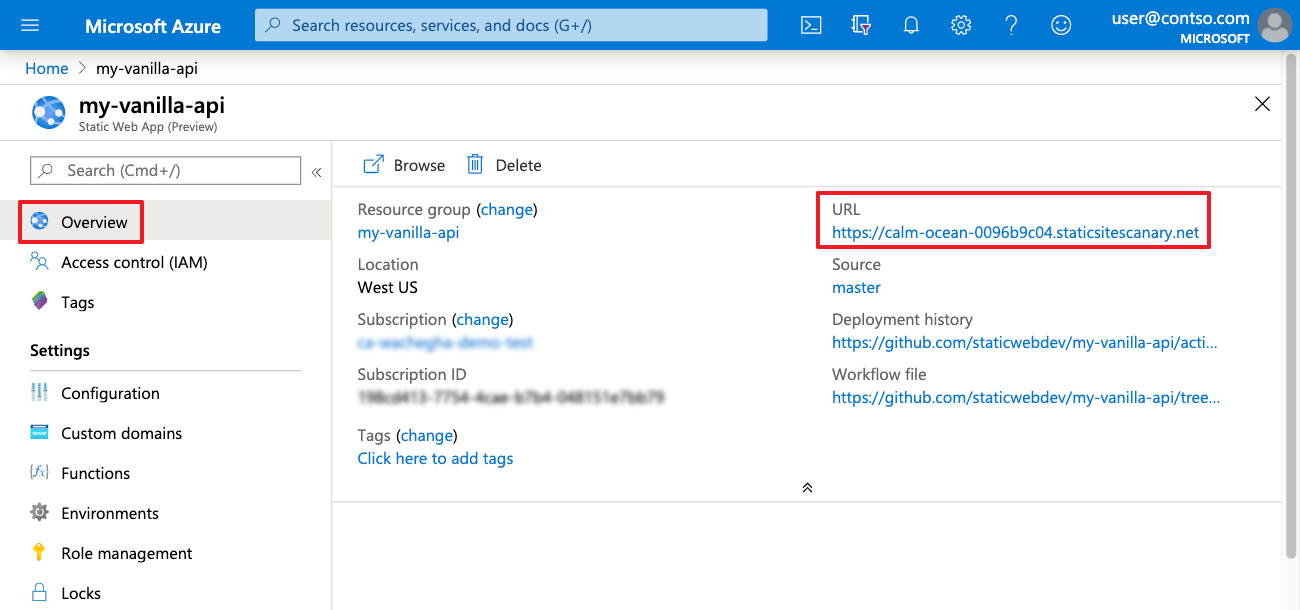 Microsoft Azure
Search resources, services, and docs (G+/)
user@contso.com
MICROSOFT
Home > my-vanilla-api
my-vanilla-api
Static Web App (Preview)
Search (Cmd+/)
«
Overview
Access control (IAM)
Tags
Settings
Configuration
Custom domains
Functions
Environments
Role management
Locks
Browse
Delete
Resource group (change)
my-vanilla-api
Location
West US
Subscription (change)
Subscription ID
Tags (change)
Click here to add tags
URL
https://calm-ocean-0096b9c04.staticsitescanary.net
Source
master
Deployment history
https://github.com/staticwebdev/my-vanilla-api/acti...
Workflow file
https://github.com/staticwebdev/my-vanilla-api/tree...